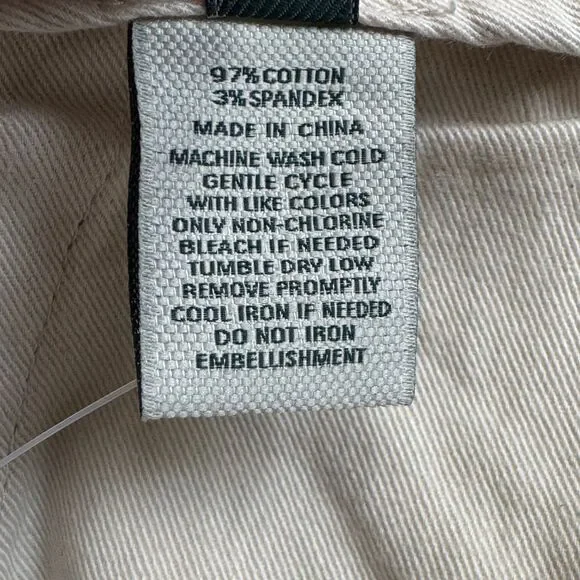 97% COTTON
3% SPANDEX
MADE IN CHINA
MACHINE WASH COLD
GENTLE CYCLE
WITH LIKE COLORS
ONLY NON-CHLORINE
BLEACH IF NEEDED
TUMBLE DRY LOW
REMOVE PROMPTLY
COOL IRON IF NEEDED
DO NOT IRON
EMBELLISHMENT